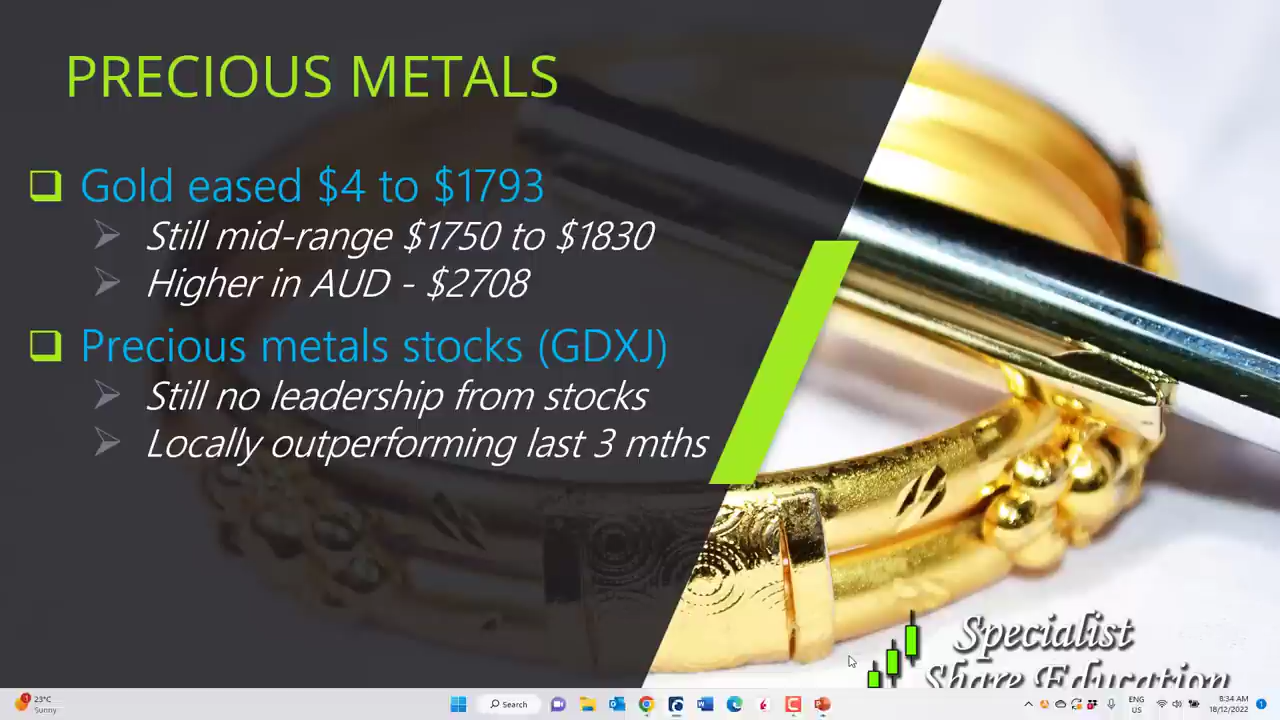 PRECIOUS METALS
Gold eased $4 to $1793
Still mid-range $1750 to $1830
Higher in AUD - $2708
Precious metals stocks (GDXJ)
Still no leadership from stocks
Locally outperforming last 3 mths
Specialist
Share Education
1
23°C
Sunny
Search
ENG
US
8:34 AM
18/12/2022
1